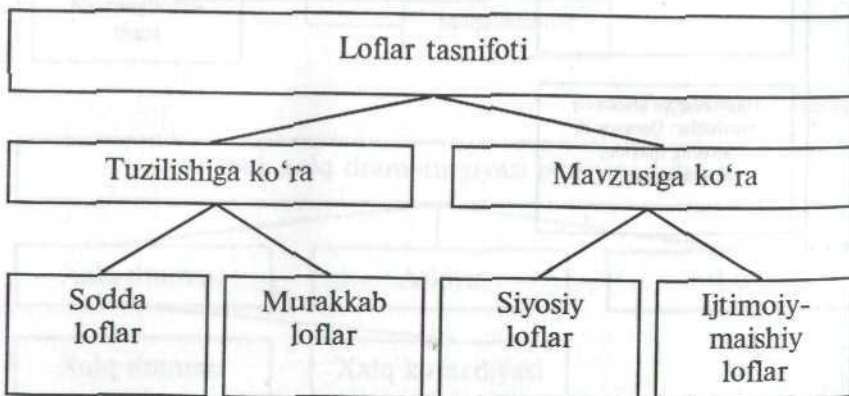 Loflar tasnifoti
Tuzilishiga ko‘ra
Mavzusiga ko‘ra
Sodda
loflar
Murakkab
loflar
Siyosiy
loflar
Ijtimoiy-
maishiy
loflar